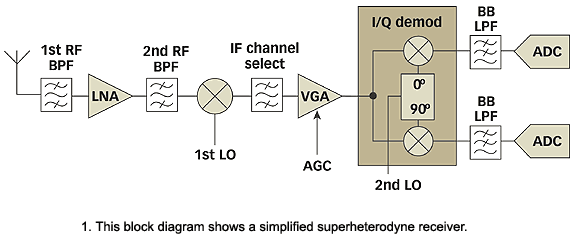 1st RF
BPF
LNA
2nd RF
BPF
1st LO
IF channel
select
VGA
AGC
I/Q demod
0º
90º
2nd LO
BB
LPF
ADC
BB
LPF
ADC
1. This block diagram shows a simplified superheterodyne receiver.